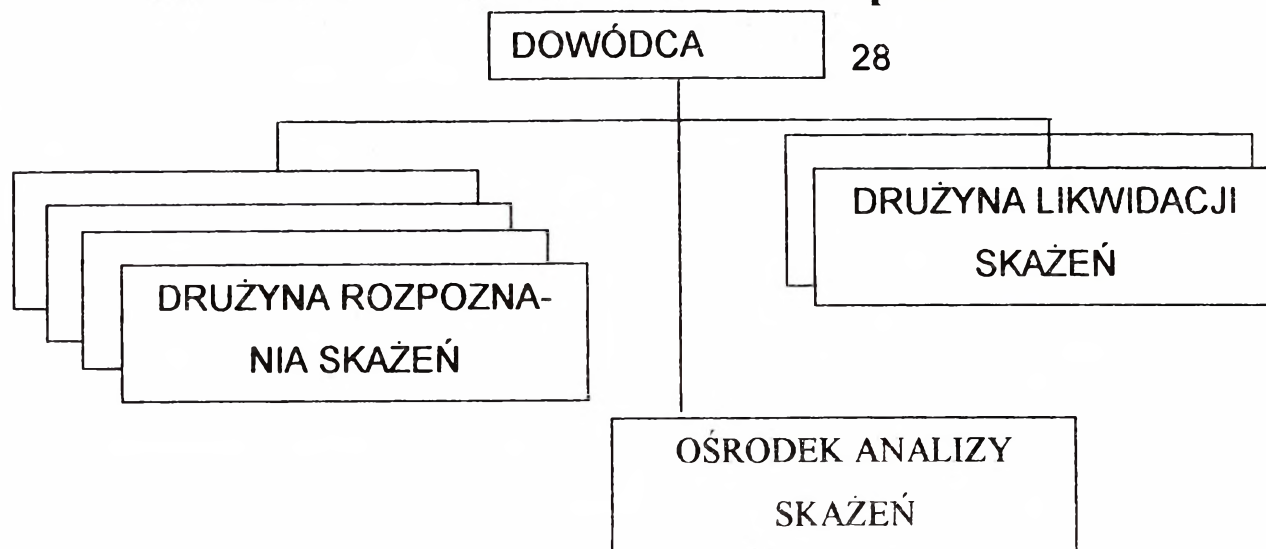 DOWÓDCA
28
DRUŻYNA LIKWIDACJI
SKAŻEŃ
DRUŻYNA ROZPOZNA-
NIA SKAŻEŃ
OŚRODEK ANALIZY
SKAŻEŃ